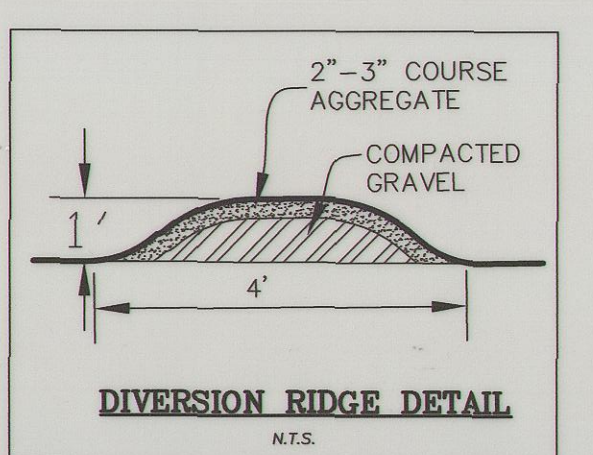 2"-3" COURSE
AGGREGATE
COMPACTED
GRAVEL
1'
4'
DIVERSION RIDGE DETAIL
N.T.S.